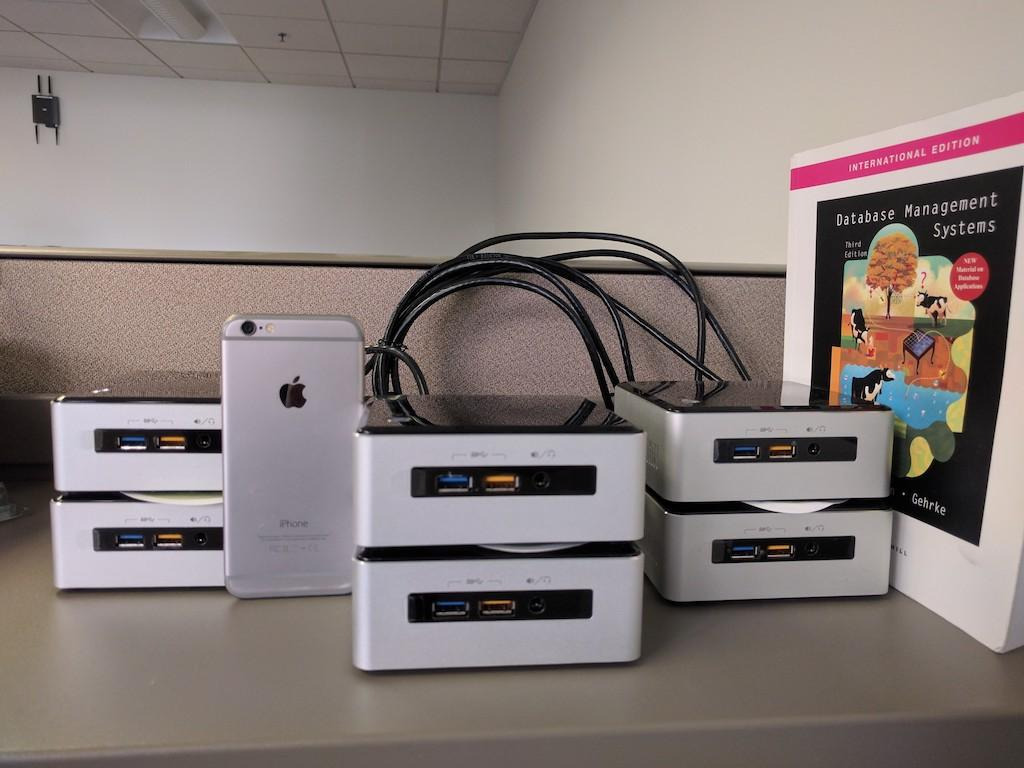 INTERNATIONAL EDITION
Database Management
Systems
Third
Edition
NEW
Material on
Database
Applications
• Gehrke
iPhone